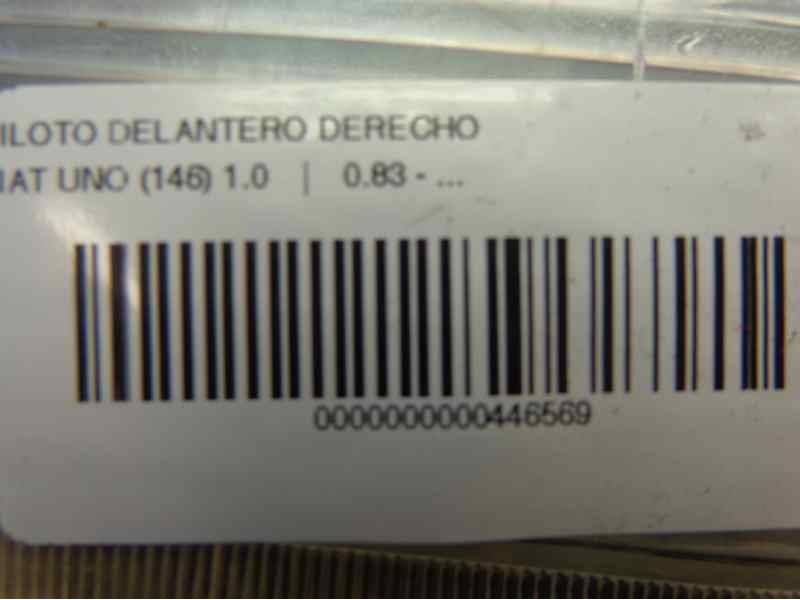 ILOTO DELANTERO DERECHO
IAT UNO (146) 1.0 | 0.83 - ...
0000000000446569